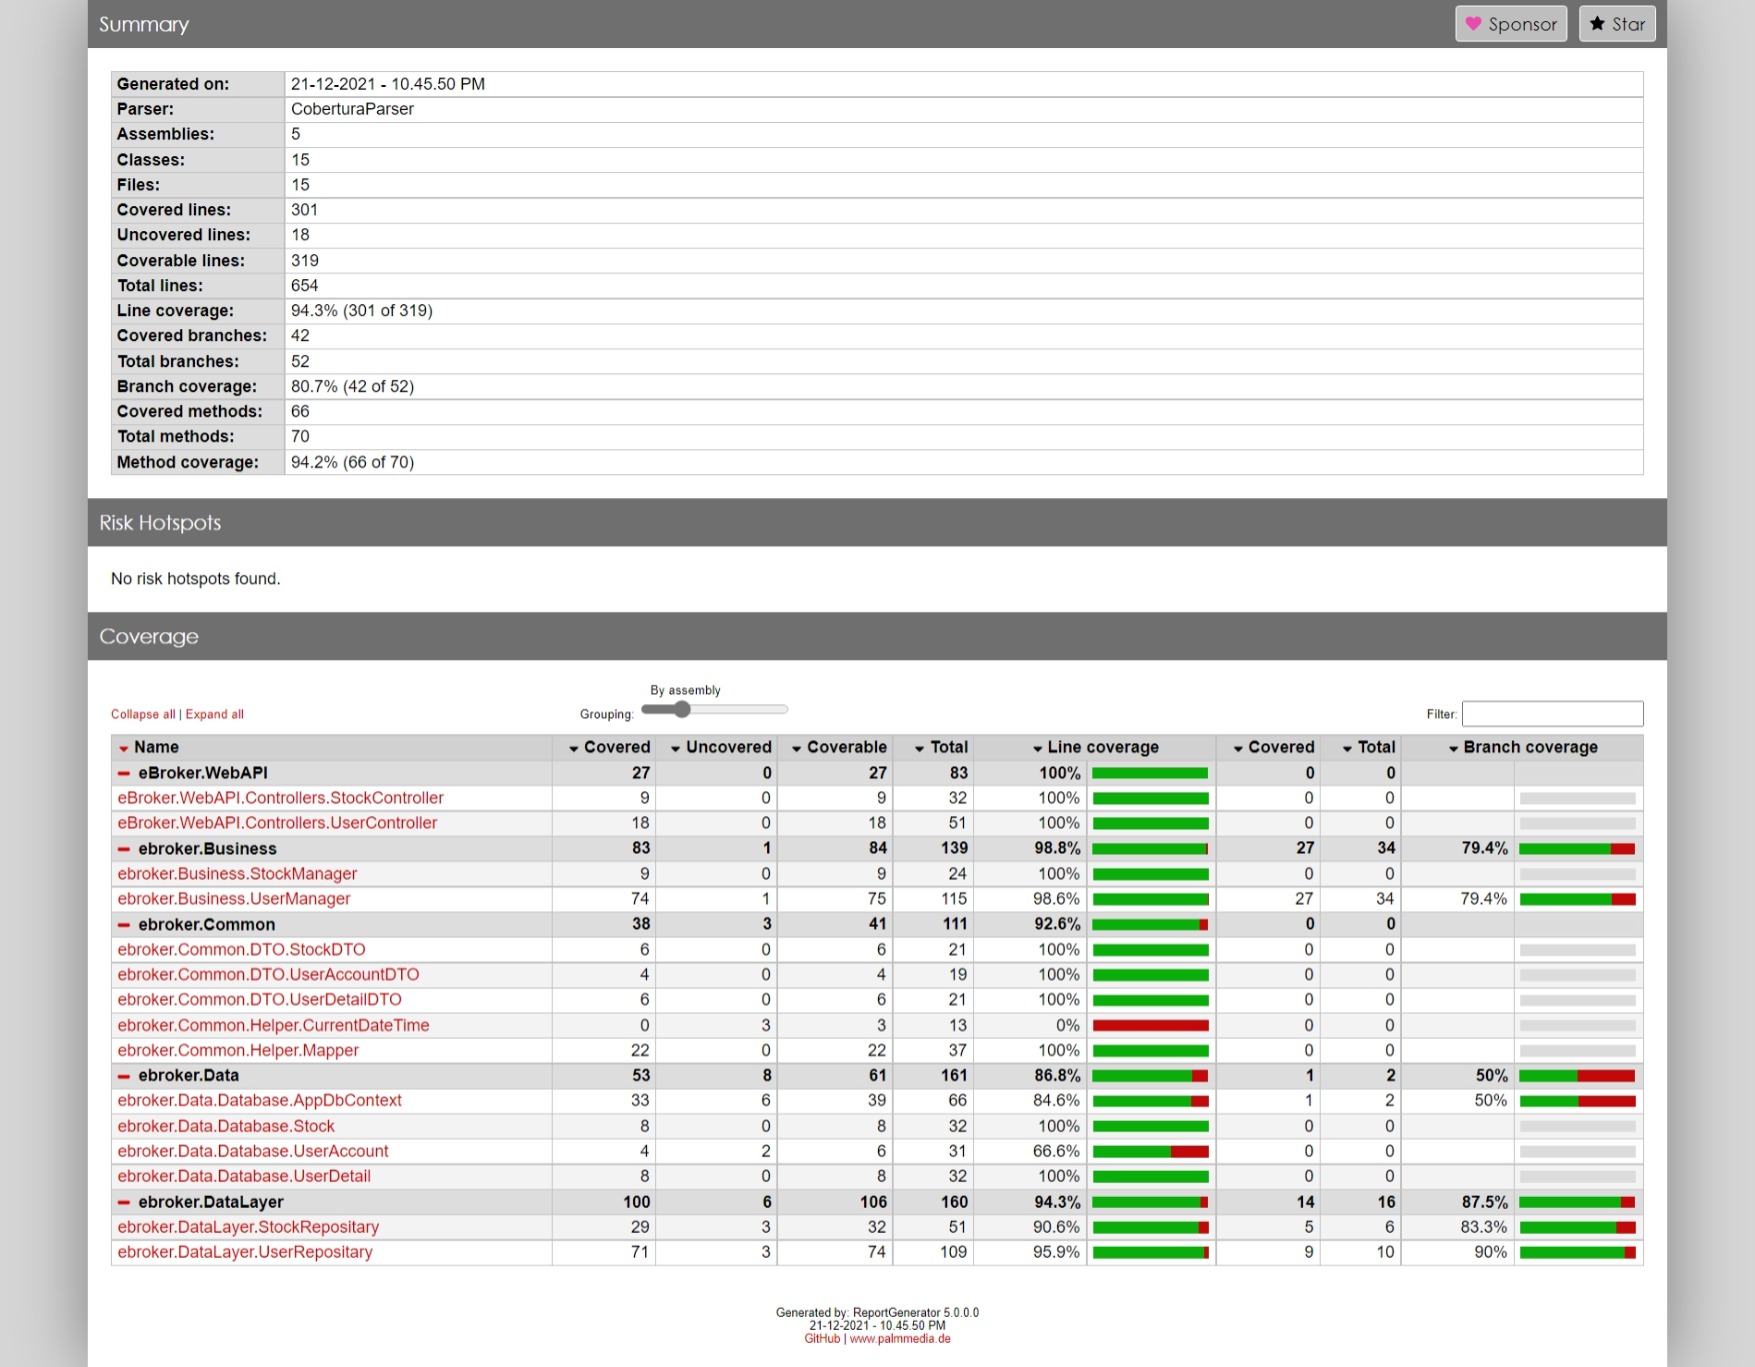 Summary
Sponsor Star
Generated on: 21-12-2021 - 10.45.50 PM
Parser: CoberturaParser
Assemblies: 5
Classes: 15
Files: 15
Covered lines: 301
Uncovered lines: 18
Coverable lines: 319
Total lines: 654
Line coverage: 94.3% (301 of 319)
Covered branches: 42
Total branches: 52
Branch coverage: 80.7% (42 of 52)
Covered methods: 66
Total methods: 70
Method coverage: 94.2% (66 of 70)
Risk Hotspots
No risk hotspots found.
Coverage
By assembly
Collapse all | Expand all Grouping: Filter:
Name Covered Uncovered Coverable Total Line coverage Covered Total Branch coverage
eBroker.WebAPI 27 0 27 83 100% 0 0
eBroker.WebAPI.Controllers.StockController 9 0 9 32 100% 0 0
eBroker.WebAPI.Controllers.UserController 18 0 18 51 100% 0 0
ebroker.Business 83 1 84 139 98.8% 27 34 79.4%
ebroker.Business.StockManager 9 0 9 24 100% 0 0
ebroker.Business.UserManager 74 1 75 115 98.6% 27 34 79.4%
ebroker.Common 38 3 41 111 92.6% 0 0
ebroker.Common.DTO.StockDTO 6 0 6 21 100% 0 0
ebroker.Common.DTO.UserAccountDTO 4 0 4 19 100% 0 0
ebroker.Common.DTO.UserDetailDTO 6 0 6 21 100% 0 0
ebroker.Common.Helper.CurrentDateTime 0 3 3 13 0% 0 0
ebroker.Common.Helper.Mapper 22 0 22 37 100% 0 0
ebroker.Data 53 8 61 161 86.8% 1 2 50%
ebroker.Data.Database.AppDbContext 33 6 39 66 84.6% 1 2 50%
ebroker.Data.Database.Stock 8 0 8 32 100% 0 0
ebroker.Data.Database.UserAccount 4 2 6 31 66.6% 0 0
ebroker.Data.Database.UserDetail 8 0 8 32 100% 0 0
ebroker.DataLayer 100 6 106 160 94.3% 14 16 87.5%
ebroker.DataLayer.StockRepositary 29 3 32 51 90.6% 5 6 83.3%
ebroker.DataLayer.UserRepositary 71 3 74 109 95.9% 9 10 90%
Generated by: ReportGenerator 5.0.0.0
21-12-2021 - 10.45.50 PM
GitHub | www.palmmedia.de